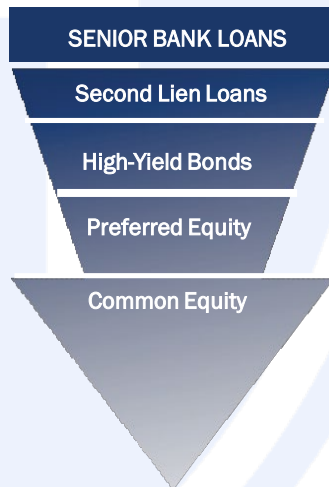 SENIOR BANK LOANS
Second Lien Loans
High-Yield Bonds
Preferred Equity
Common Equity